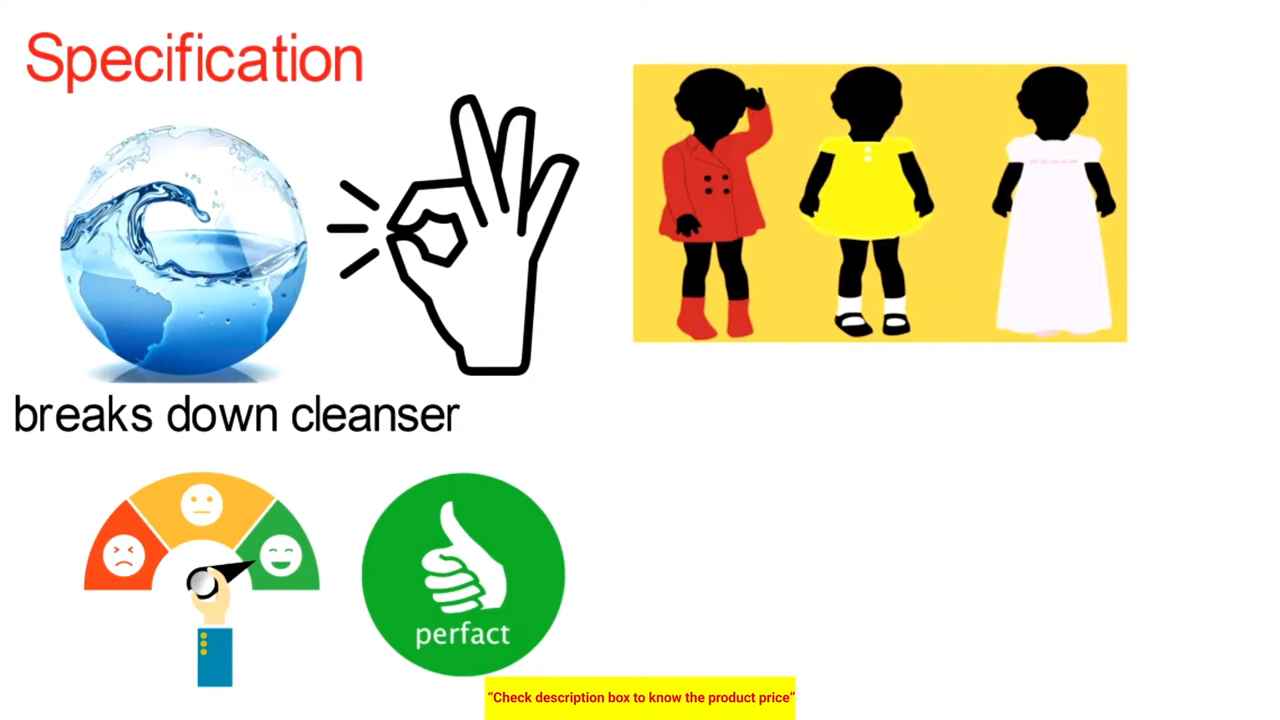 Specification
breaks down cleanser
perfact
“Check description box to know the product price”